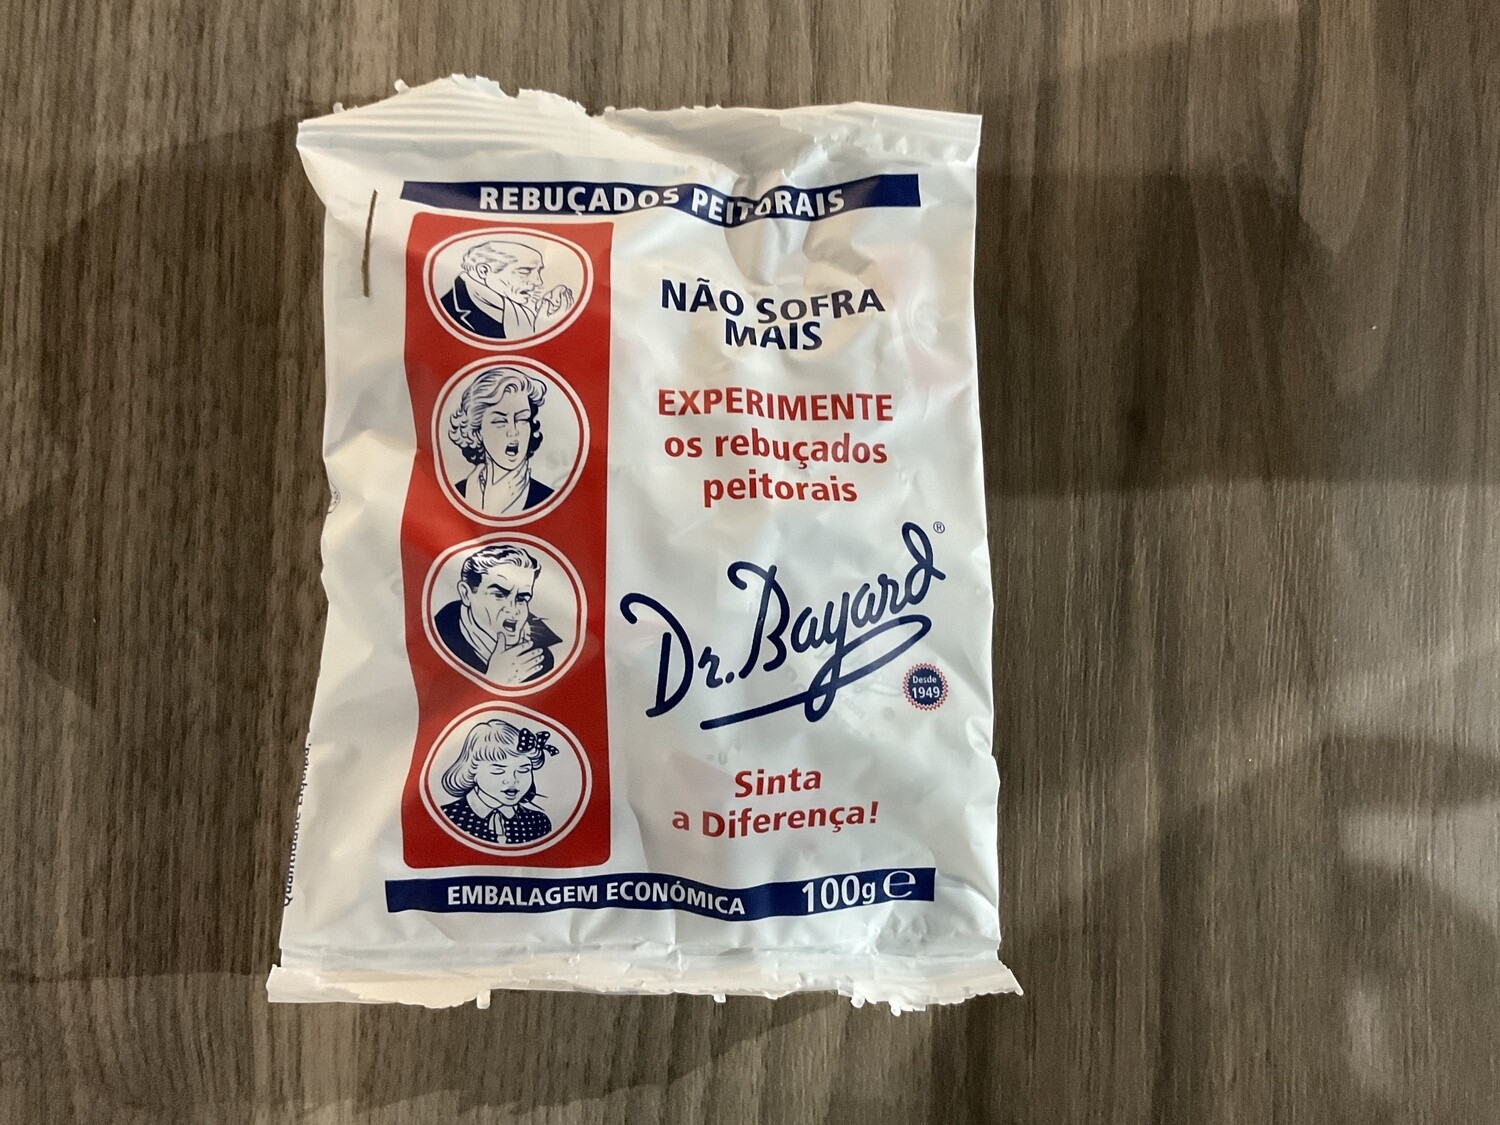 REBUÇADOS PEITORAIS
NÃO SOFRA
MAIS
EXPERIMENTE
os rebuçados
peitorais
Dr. Bayard®
Desde
1949
Sinta
a Diferença!
EMBALAGEM ECONÓMICA 100g ℮